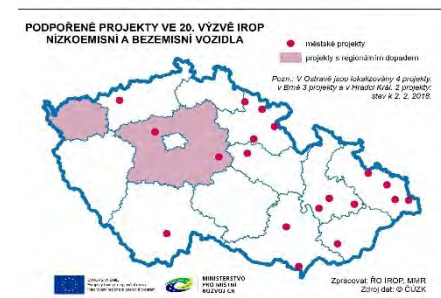 PODPOŘENÉ PROJEKTY VE 20. VÝZVĚ IROP
NÍZKOEMISNÍ A BEZEMISNÍ VOZIDLA
městské projekty
projekty s regionálním dopadem
Pozn.: V Ostravě jsou lokalizovány 4 projekty,
v Brně 3 projekty a v Hradci Král. 2 projekty;
stav k 2. 2. 2018.
MINISTERSTVO
PRO MÍSTNÍ
ROZVOJ ČR
Zpracoval: ŘO IROP, MMR
Zdroj dat: © ČÚZK